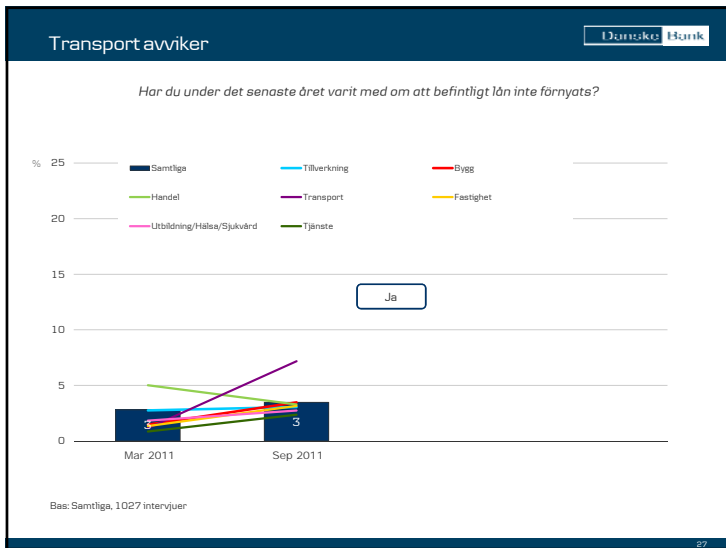 Transport avviker
Danske Bank
Har du under det senaste året varit med om att befintligt lån inte förnyats?
% 25
Samtliga Tillverkning Bygg
Handel Transport Fastighet
Utbildning/Hälsa/Sjukvård Tjänste
20
15
Ja
10
5
3 3
0
Mar 2011 Sep 2011
Bas: Samtliga, 1027 intervjuer
27